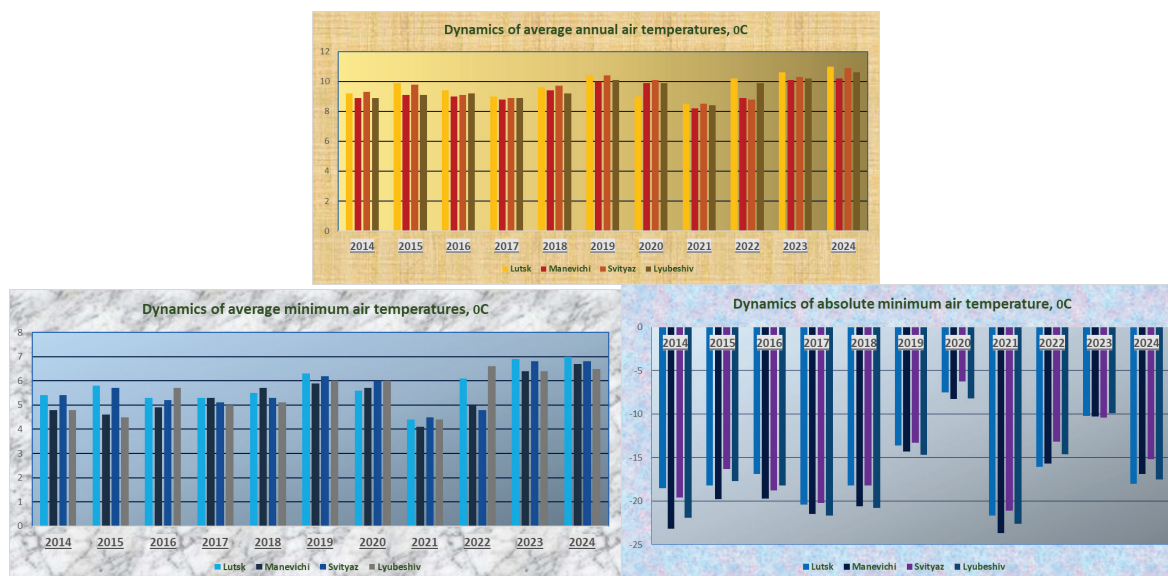 Dynamics of average annual air temperatures, 0C
12
10
8
6
4
2
0
2014 2015 2016 2017 2018 2019 2020 2021 2022 2023 2024
Lutsk Manevichi Svityaz Lyubeshiv
Dynamics of average minimum air temperatures, 0C
8
7
6
5
4
3
2
1
0
2014 2015 2016 2017 2018 2019 2020 2021 2022 2023 2024
Lutsk Manevichi Svityaz Lyubeshiv
Dynamics of absolute minimum air temperature, 0C
0
2014 2015 2016 2017 2018 2019 2020 2021 2022 2023 2024
-5
-10
-15
-20
-25
Lutsk Manevichi Svityaz Lyubeshiv